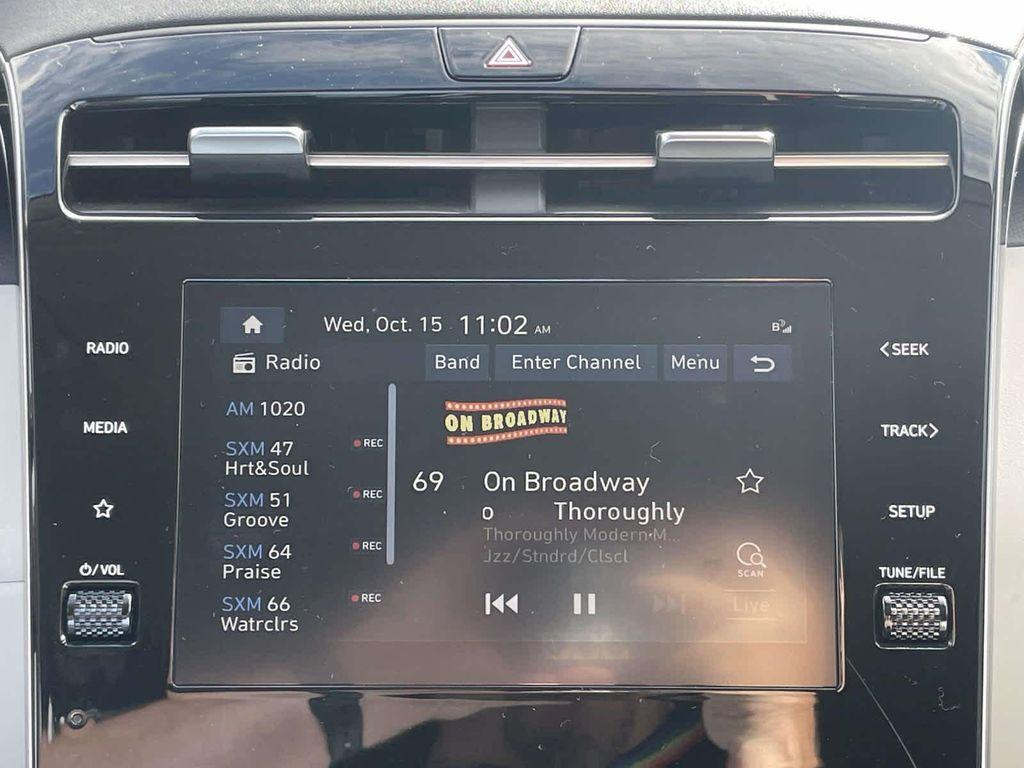 Wed, Oct. 15 11:02 AM
B
Radio Band Enter Channel Menu
AM 1020
SXM 47 REC
Hrt&Soul
SXM 51 REC
Groove
SXM 64 REC
Praise
SXM 66 REC
Watrclrs
ON BROADWAY
69 On Broadway
o Thoroughly
Thoroughly Modern M...
Jzz/Stndrd/Clscl
SCAN
Live
RADIO
MEDIA
/VOL
<SEEK
TRACK>
SETUP
TUNE/FILE